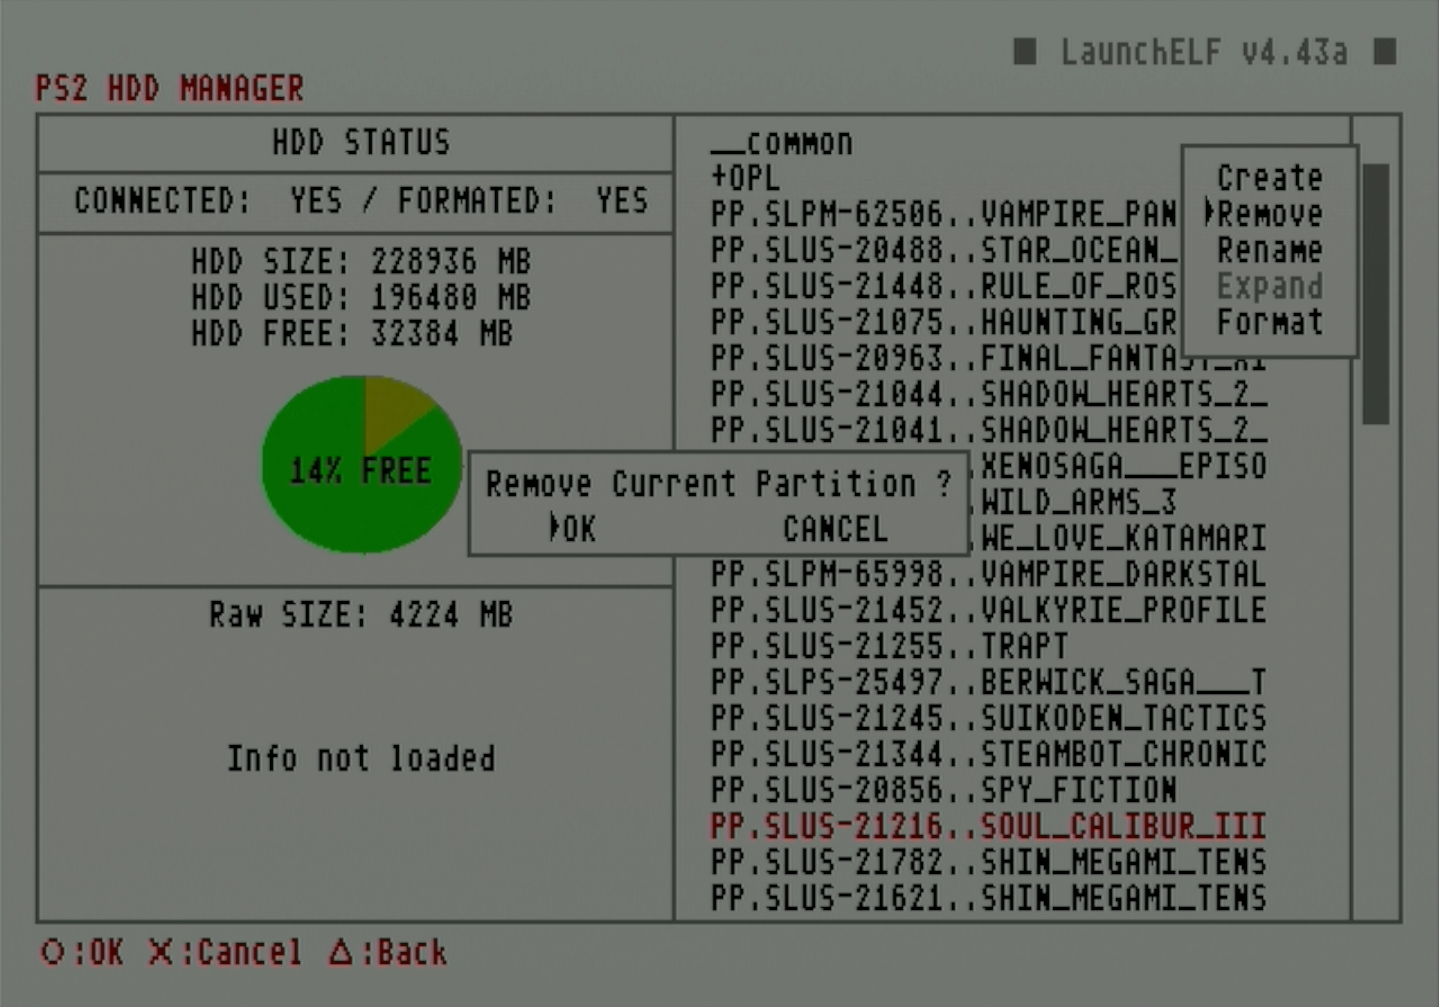 LaunchELF v4.43a
PS2 HDD MANAGER
HDD STATUS
CONNECTED: YES / FORMATED: YES
HDD SIZE: 228936 MB
HDD USED: 196480 MB
HDD FREE: 32384 MB
14% FREE
Raw SIZE: 4224 MB
Info not loaded
__common
+OPL
PP.SLPM-62506..VAMPIRE_PAN
PP.SLUS-20488..STAR_OCEAN_
PP.SLUS-21448..RULE_OF_ROS
PP.SLUS-21075..HAUNTING_GR
PP.SLUS-20963..FINAL_FANTASY_XI
PP.SLUS-21044..SHADOW_HEARTS_2_
PP.SLUS-21041..SHADOW_HEARTS_2_
.XENOSAGA___EPISO
.WILD_ARMS_3
.WE_LOVE_KATAMARI
PP.SLPM-65998..VAMPIRE_DARKSTAL
PP.SLUS-21452..VALKYRIE_PROFILE
PP.SLUS-21255..TRAPT
PP.SLPS-25497..BERWICK_SAGA___T
PP.SLUS-21245..SUIKODEN_TACTICS
PP.SLUS-21344..STEAMBOT_CHRONIC
PP.SLUS-20856..SPY_FICTION
PP.SLUS-21216..SOUL_CALIBUR_III
PP.SLUS-21782..SHIN_MEGAMI_TENS
PP.SLUS-21621..SHIN_MEGAMI_TENS
Create
Remove
Rename
Expand
Format
Remove Current Partition ?
OK CANCEL
O:OK X:Cancel △:Back